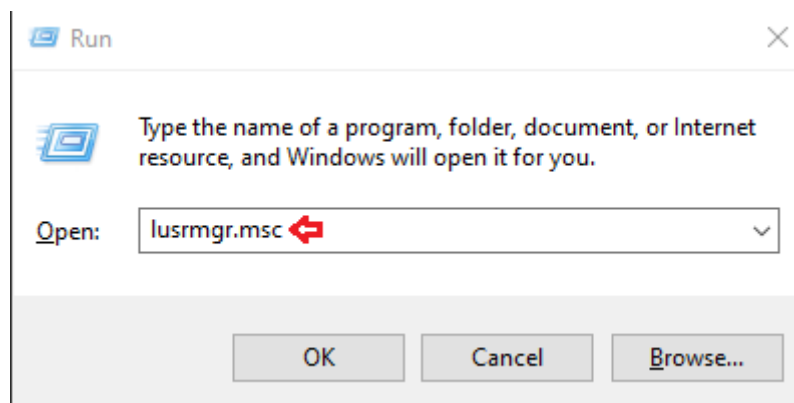 Run
Type the name of a program, folder, document, or Internet
resource, and Windows will open it for you.
Open: lusrmgr.msc
OK Cancel Browse...